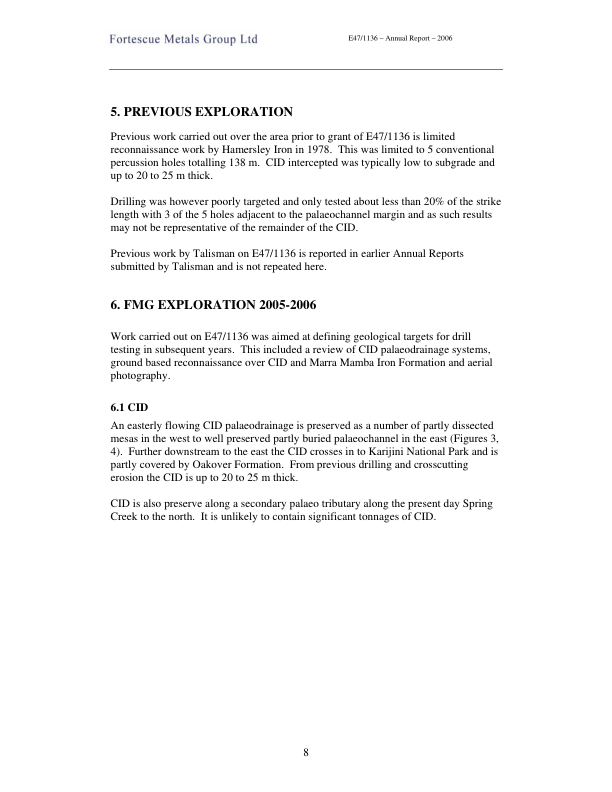 Fortescue Metals Group Ltd
E47/1136 – Annual Report – 2006
5. PREVIOUS EXPLORATION
Previous work carried out over the area prior to grant of E47/1136 is limited
reconnaissance work by Hamersley Iron in 1978.  This was limited to 5 conventional
percussion holes totalling 138 m.  CID intercepted was typically low to subgrade and
up to 20 to 25 m thick.
Drilling was however poorly targeted and only tested about less than 20% of the strike
length with 3 of the 5 holes adjacent to the palaeochannel margin and as such results
may not be representative of the remainder of the CID.
Previous work by Talisman on E47/1136 is reported in earlier Annual Reports
submitted by Talisman and is not repeated here.
6. FMG EXPLORATION 2005-2006
Work carried out on E47/1136 was aimed at defining geological targets for drill
testing in subsequent years.  This included a review of CID palaeodrainage systems,
ground based reconnaissance over CID and Marra Mamba Iron Formation and aerial
photography.
6.1 CID
An easterly flowing CID palaeodrainage is preserved as a number of partly dissected
mesas in the west to well preserved partly buried palaeochannel in the east (Figures 3,
4).  Further downstream to the east the CID crosses in to Karijini National Park and is
partly covered by Oakover Formation.  From previous drilling and crosscutting
erosion the CID is up to 20 to 25 m thick.
CID is also preserve along a secondary palaeo tributary along the present day Spring
Creek to the north.  It is unlikely to contain significant tonnages of CID.
8